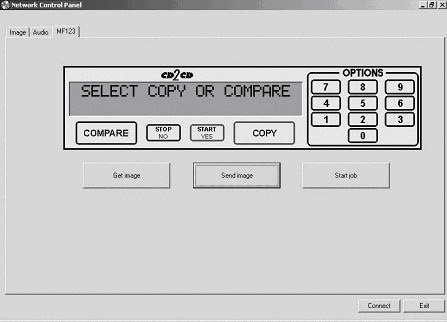 Network Control Panel
Image Audio MF123
CD2CD
SELECT COPY OR COMPARE
COMPARE
STOP
NO
START
YES
COPY
OPTIONS
7 8 9
4 5 6
1 2 3
0
Get image Send image Start job
Connect Exit